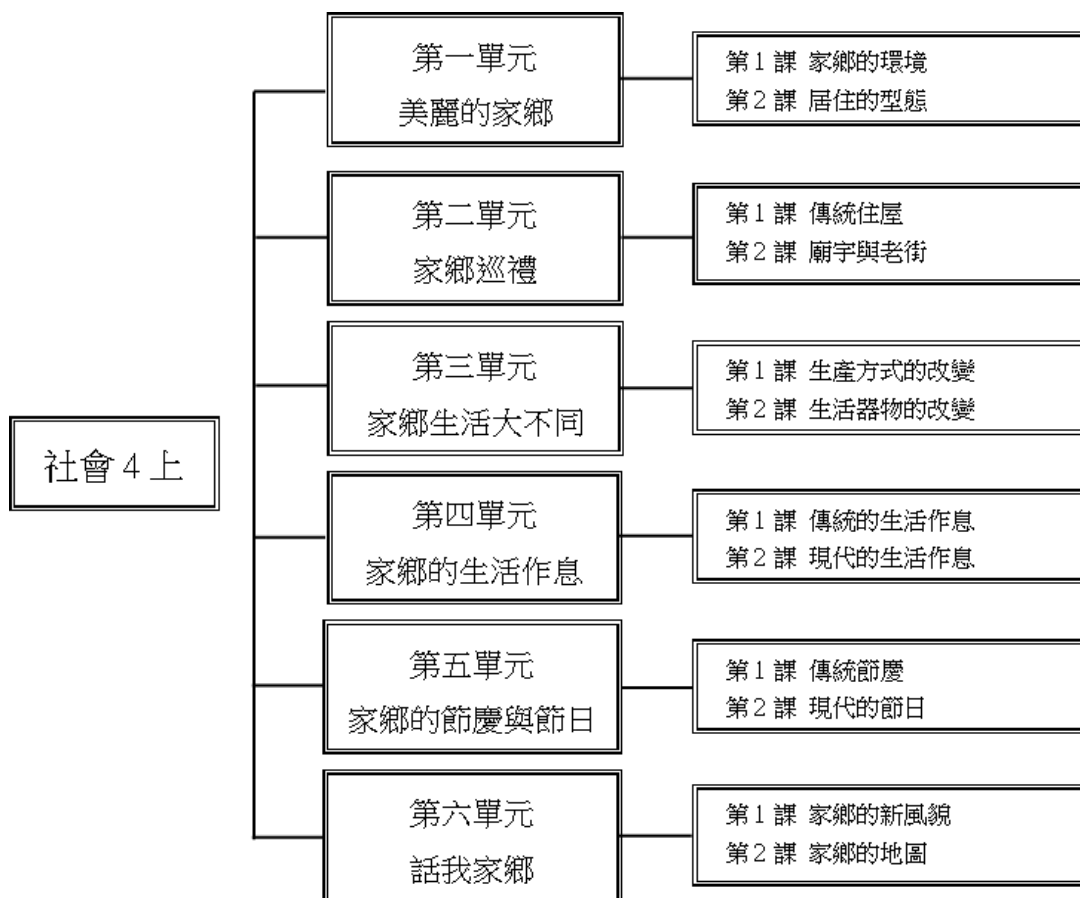 社會4上
第一單元
美麗的家鄉
第1課 家鄉的環境
第2課 居住的型態
第二單元
家鄉巡禮
第1課 傳統住屋
第2課 廟宇與老街
第三單元
家鄉生活大不同
第1課 生產方式的改變
第2課 生活器物的改變
第四單元
家鄉的生活作息
第1課 傳統的生活作息
第2課 現代的生活作息
第五單元
家鄉的節慶與節日
第1課 傳統節慶
第2課 現代的節日
第六單元
話我家鄉
第1課 家鄉的新風貌
第2課 家鄉的地圖